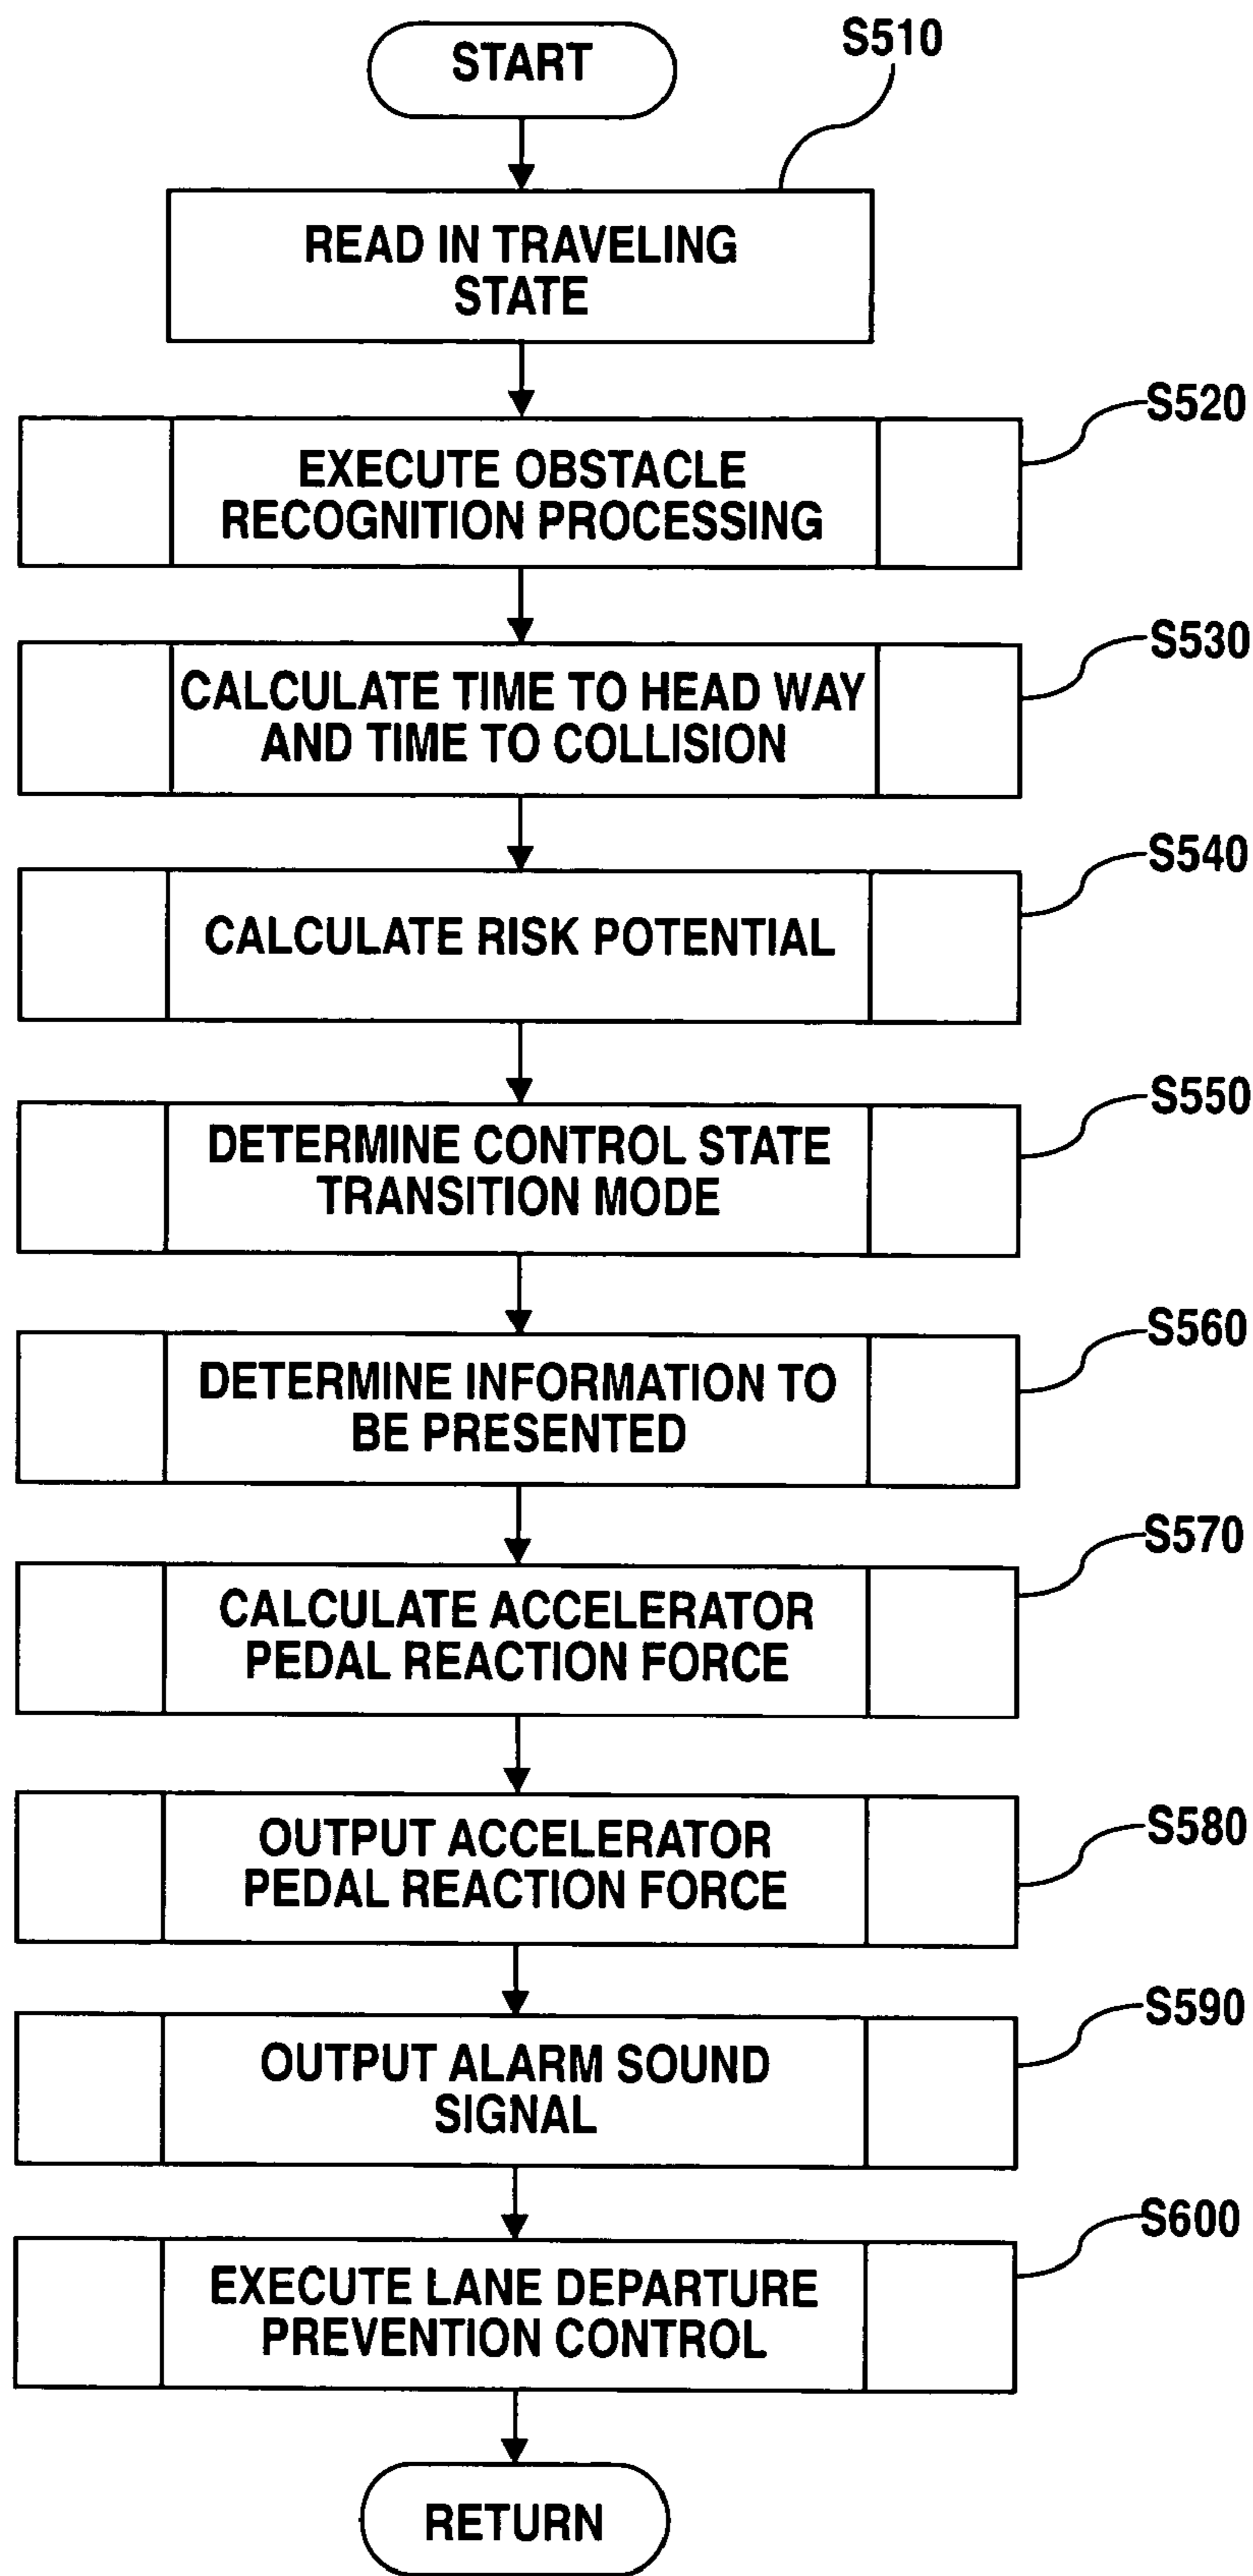 START
S510
READ IN TRAVELING
STATE
S520
EXECUTE OBSTACLE
RECOGNITION PROCESSING
S530
CALCULATE TIME TO HEAD WAY
AND TIME TO COLLISION
S540
CALCULATE RISK POTENTIAL
S550
DETERMINE CONTROL STATE
TRANSITION MODE
S560
DETERMINE INFORMATION TO
BE PRESENTED
S570
CALCULATE ACCELERATOR
PEDAL REACTION FORCE
S580
OUTPUT ACCELERATOR
PEDAL REACTION FORCE
S590
OUTPUT ALARM SOUND
SIGNAL
S600
EXECUTE LANE DEPARTURE
PREVENTION CONTROL
RETURN